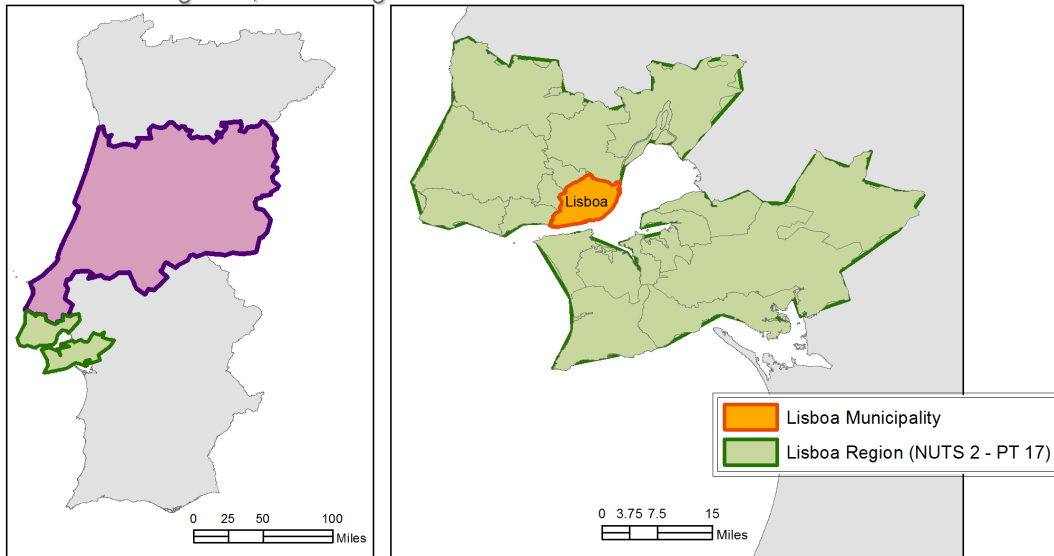 Lisboa
Lisboa Municipality
Lisboa Region (NUTS 2 - PT 17)
0 25 50 100
Miles
0 3.75 7.5 15
Miles